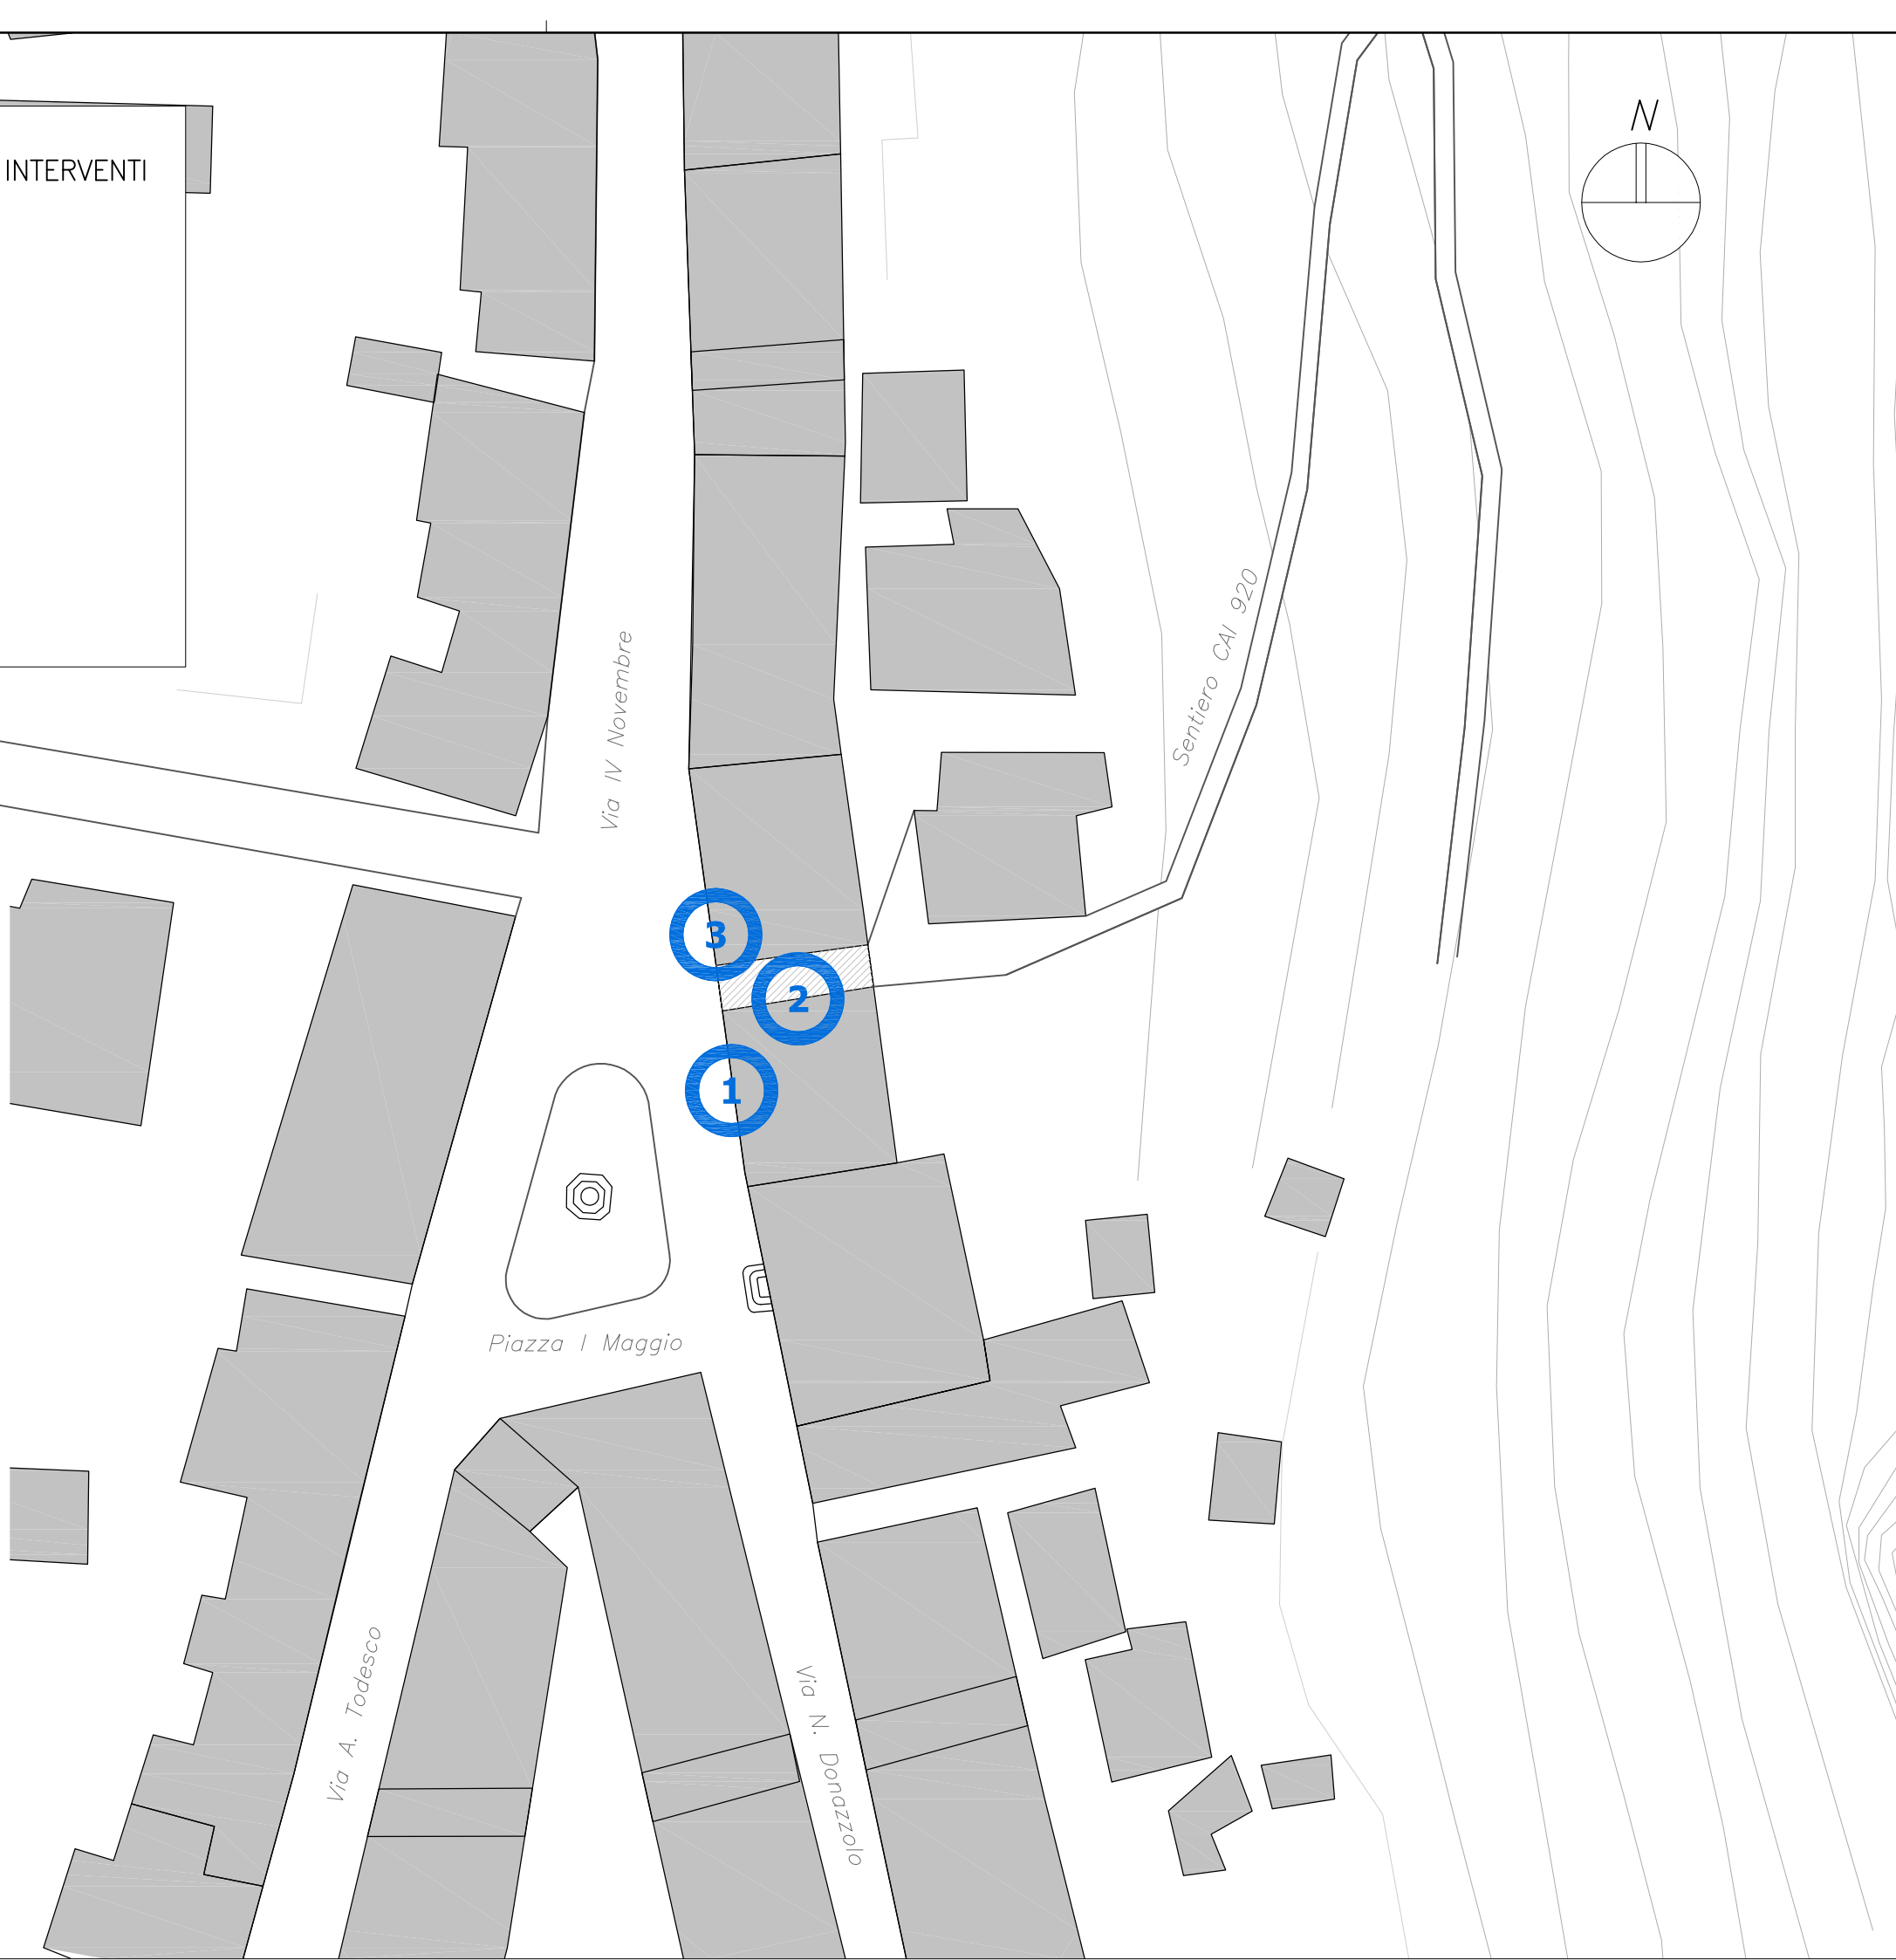 N
INTERVENTI
Via IV Novembre
Sentiero CAI 920
3
2
1
Piazza I Maggio
Via A. Todesco
Via N. Donazzolo